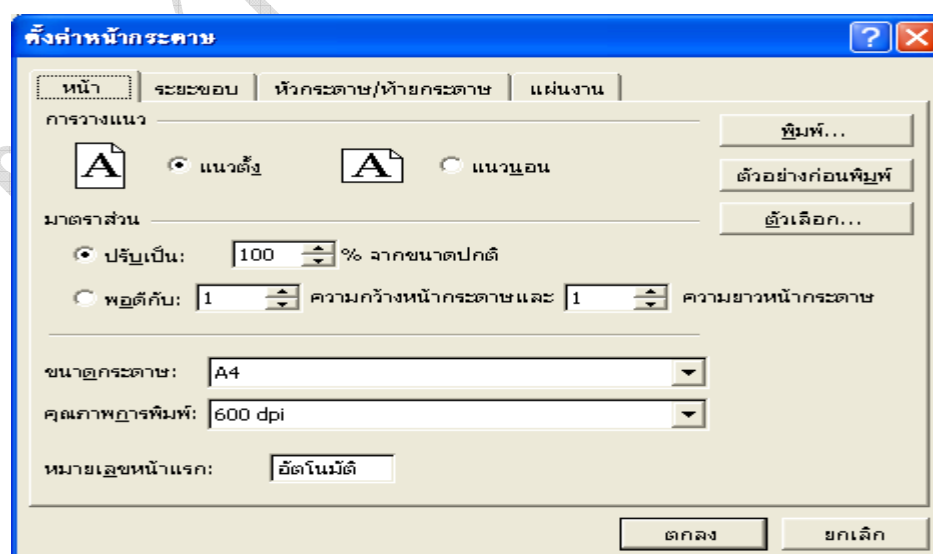 ตั้งค่าหน้ากระดาษ
หน้า ระยะขอบ หัวกระดาษ/ท้ายกระดาษ แผ่นงาน
การวางแนว
พิมพ์...
A แนวตั้ง A แนวนอน
ตัวอย่างก่อนพิมพ์
มาตราส่วน
ตัวเลือก...
ปรับเป็น: 100 % จากขนาดปกติ
พอดีกับ: 1 ความกว้างหน้ากระดาษและ 1 ความยาวหน้ากระดาษ
ขนาดกระดาษ: A4
คุณภาพการพิมพ์: 600 dpi
หมายเลขหน้าแรก: อัตโนมัติ
ตกลง ยกเลิก